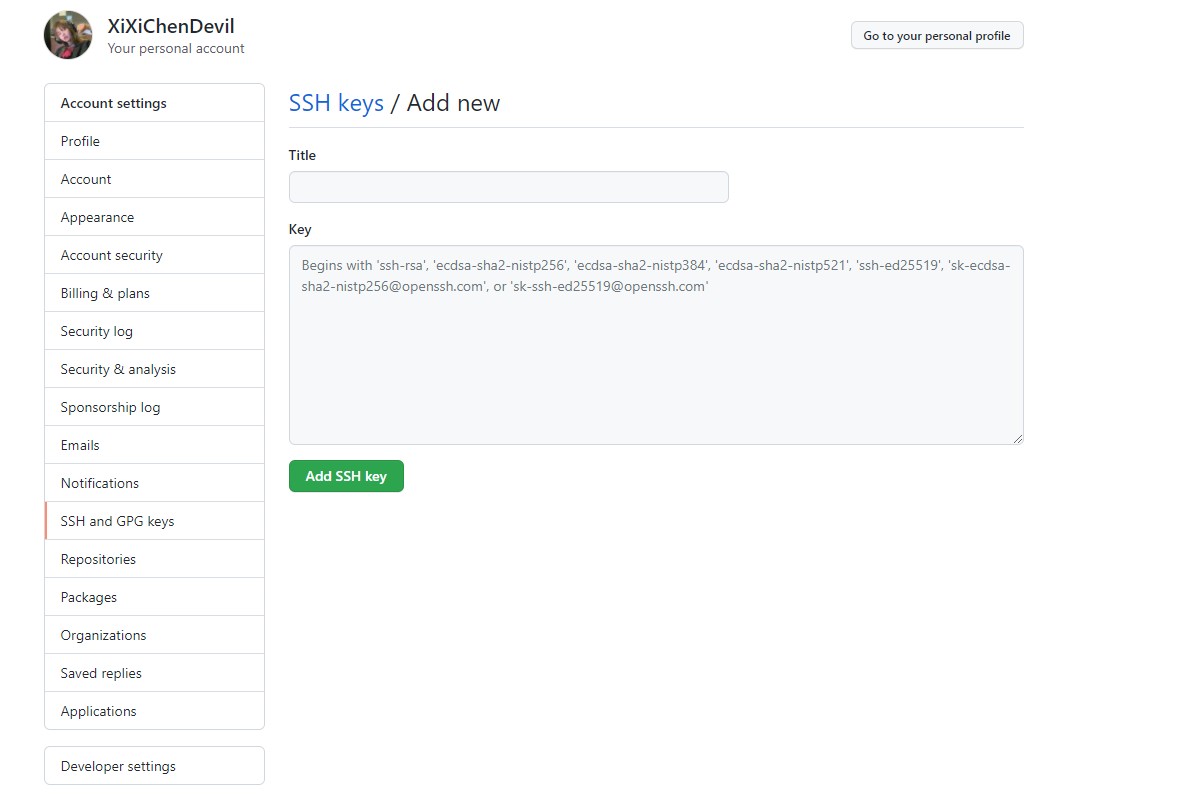 XiXiChenDevil
Your personal account
Go to your personal profile
Account settings
Profile
Account
Appearance
Account security
Billing & plans
Security log
Security & analysis
Sponsorship log
Emails
Notifications
SSH and GPG keys
Repositories
Packages
Organizations
Saved replies
Applications
Developer settings
SSH keys / Add new
Title
Key
Begins with 'ssh-rsa', 'ecdsa-sha2-nistp256', 'ecdsa-sha2-nistp384', 'ecdsa-sha2-nistp521', 'ssh-ed25519', 'sk-ecdsa-
sha2-nistp256@openssh.com', or 'sk-ssh-ed25519@openssh.com'
Add SSH key